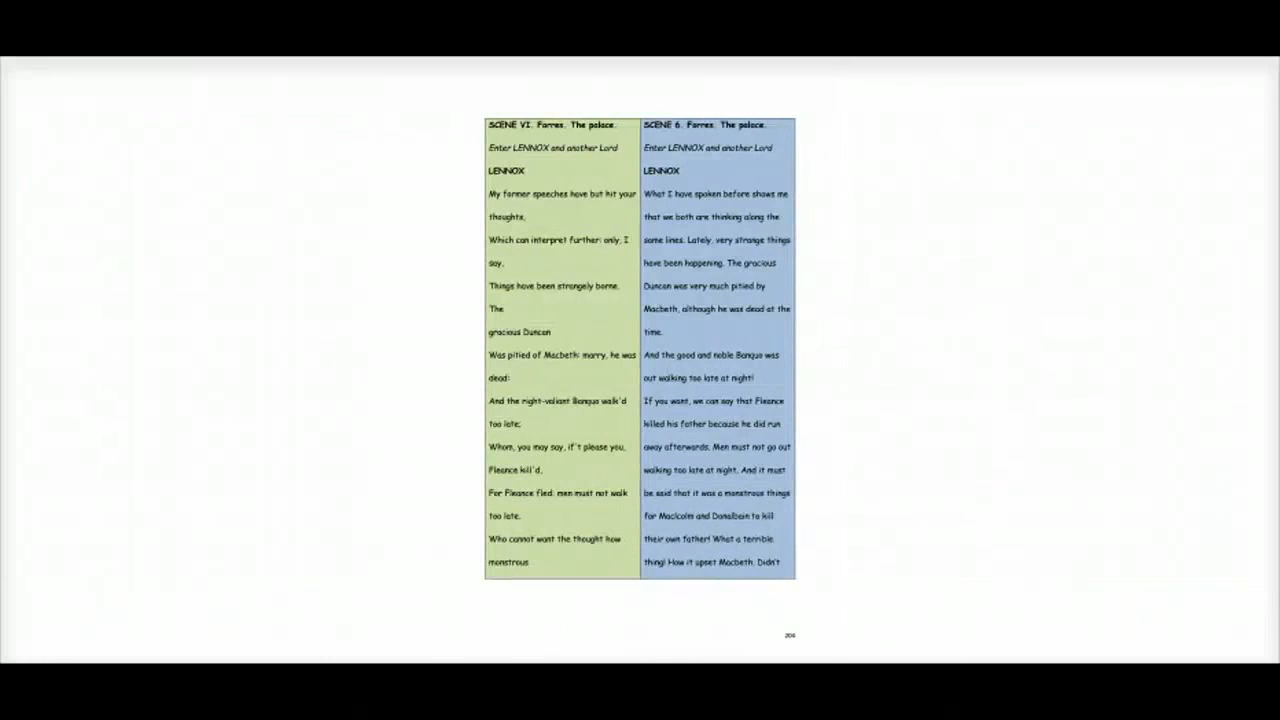 SCENE VI. Forres. The palace.
Enter LENNOX and another Lord
LENNOX
My former speeches have but hit your
thoughts,
Which can interpret further: only, I
say,
Things have been strangely borne.
The
gracious Duncan
Was pitied of Macbeth: marry, he was
dead:
And the right-valiant Banquo walk'd
too late;
Whom, you may say, if't please you,
Fleance kill'd,
For Fleance fled: men must not walk
too late.
Who cannot want the thought how
monstrous
SCENE 6. Forres. The palace.
Enter LENNOX and another Lord
LENNOX
What I have spoken before shows me
that we both are thinking along the
same lines. Lately, very strange things
have been happening. The gracious
Duncan was very much pitied by
Macbeth, although he was dead at the
time.
And the good and noble Banquo was
out walking too late at night!
If you want, we can say that Fleance
killed his father because he did run
away afterwards. Men must not go out
walking too late at night. And it must
be said that it was a monstrous things
for Maclcolm and Donalbain to kill
their own father! What a terrible
thing! How it upset Macbeth. Didn't
206